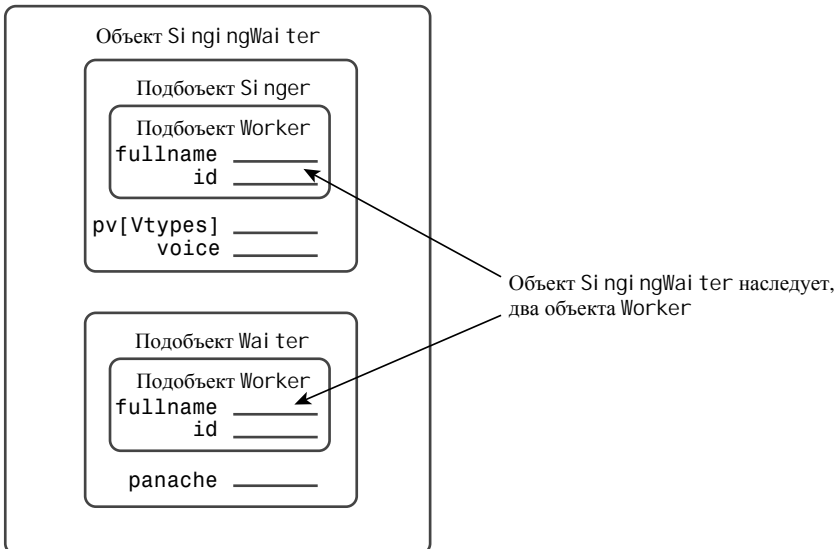 Объект SingingWaiter
Подбоъект Singer
Подбоъект Worker
fullname
id
pv[Vtypes]
voice
Объект SingingWaiter наследует,
два объекта Worker
Подобъект Waiter
Подобъект Worker
fullname
id
panache